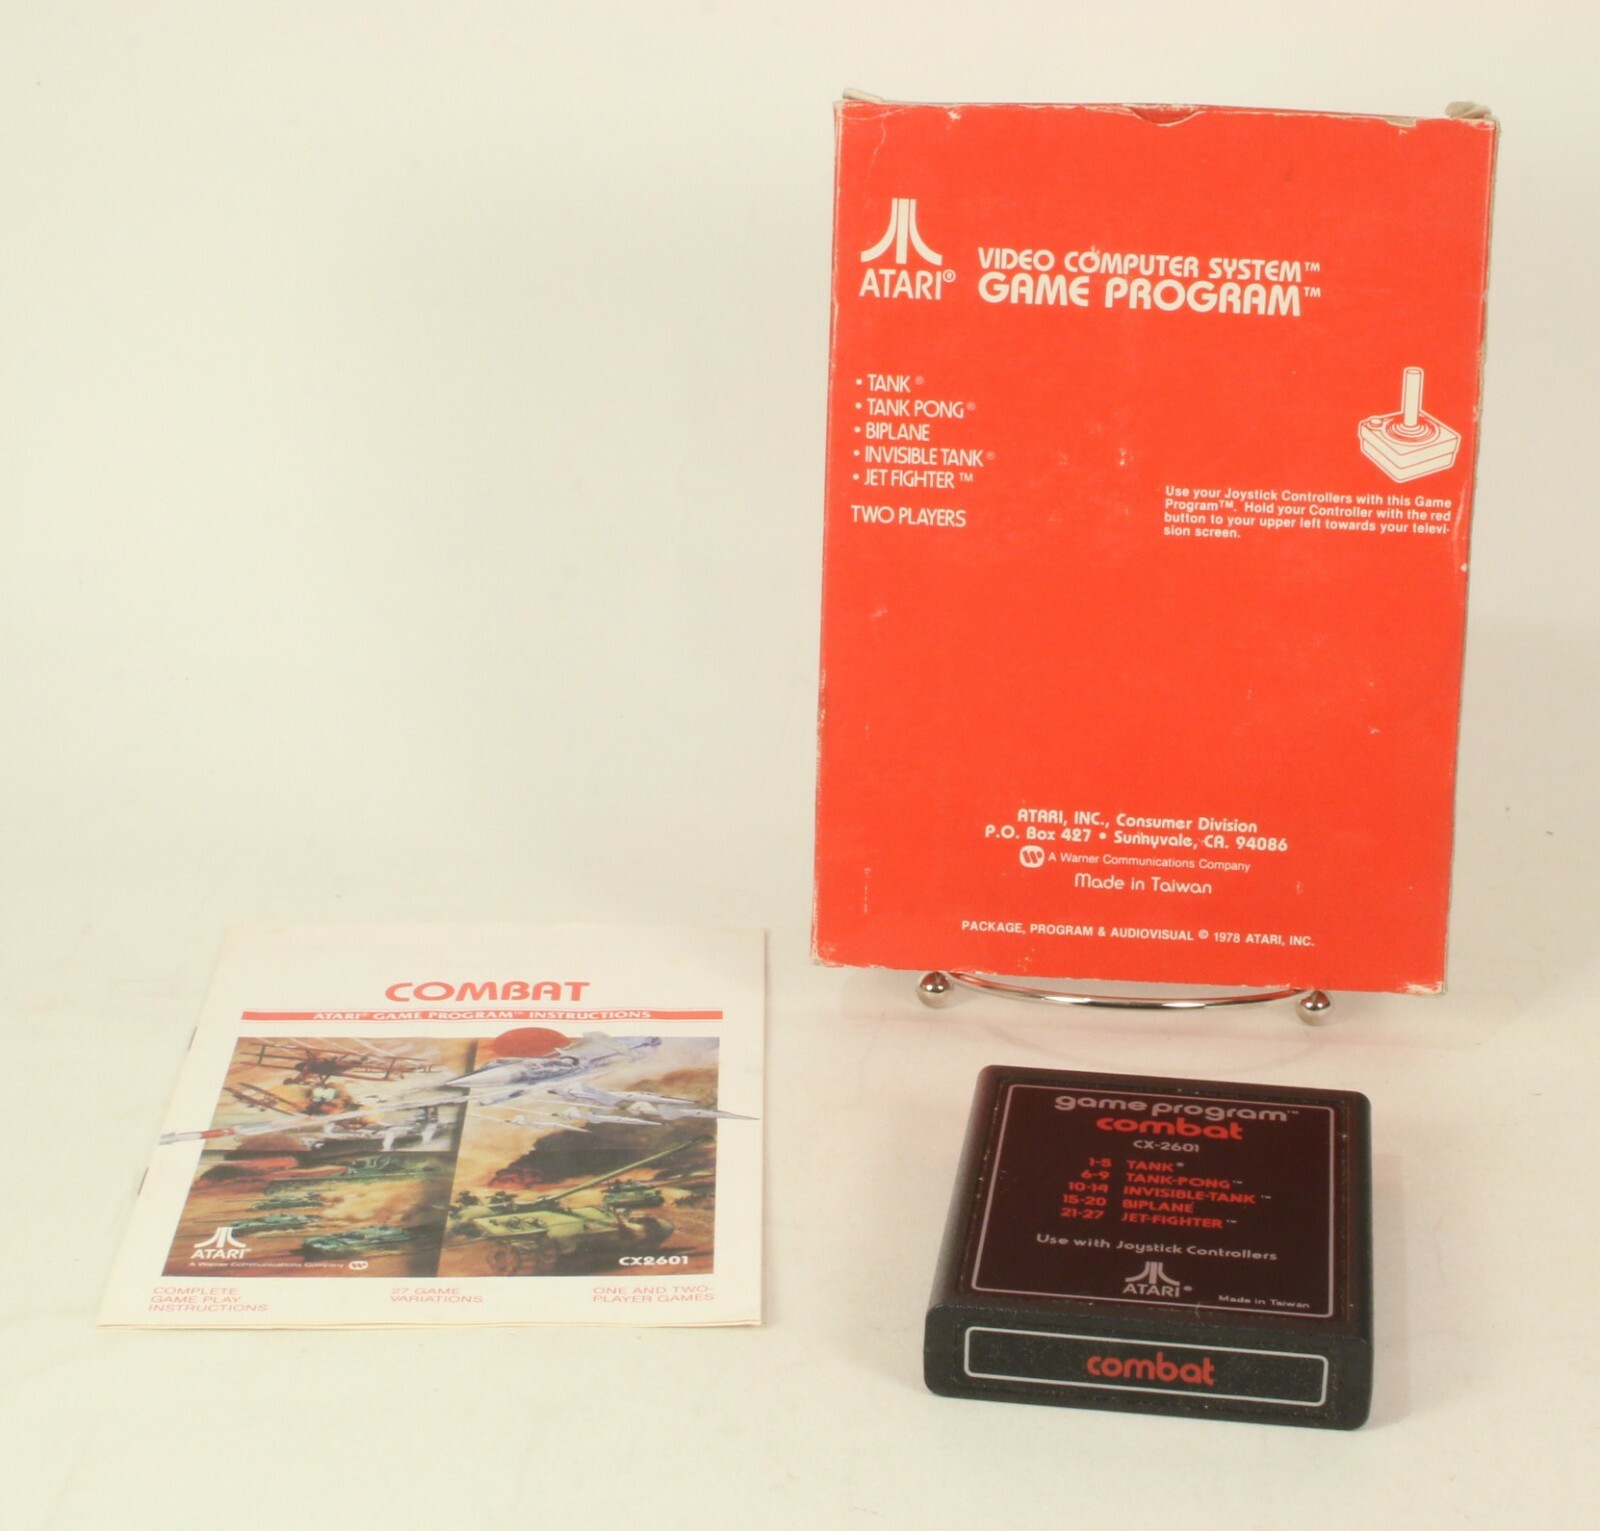 ATARI®
VIDEO COMPUTER SYSTEM™
GAME PROGRAM™
• TANK®
• TANK PONG®
• BIPLANE
• INVISIBLE TANK®
• JET FIGHTER™
TWO PLAYERS
Use your Joystick Controllers with this Game
Program™. Hold your Controller with the red
button to your upper left towards your televi-
sion screen.
ATARI, INC., Consumer Division
P.O. Box 427 • Sunnyvale, CA. 94086
A Warner Communications Company
Made in Taiwan
PACKAGE, PROGRAM & AUDIOVISUAL © 1978 ATARI, INC.
COMBAT
ATARI® GAME PROGRAM™ INSTRUCTIONS
ATARI®
A Warner Communications Company
CX2601
COMPLETE
GAME PLAY
INSTRUCTIONS
27 GAME
VARIATIONS
ONE AND TWO-
PLAYER GAMES
game program™
combat
CX-2601
1-5 TANK®
6-9 TANK-PONG™
10-14 INVISIBLE-TANK™
15-20 BIPLANE
21-27 JET-FIGHTER™
Use with Joystick Controllers
ATARI®
Made in Taiwan
combat